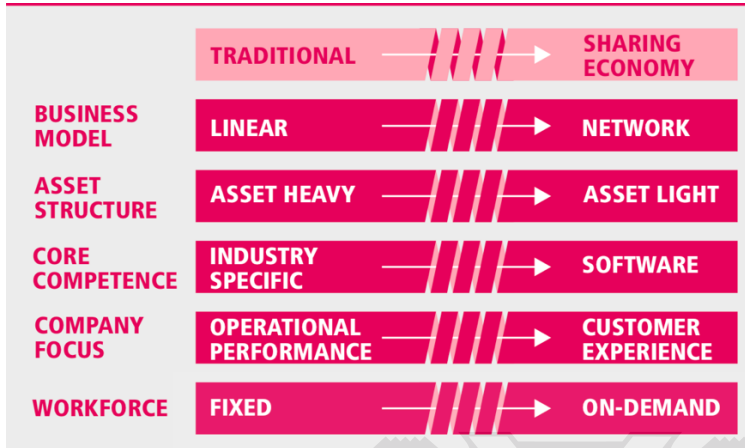 TRADITIONAL SHARING
ECONOMY
BUSINESS
MODEL LINEAR NETWORK
ASSET
STRUCTURE ASSET HEAVY ASSET LIGHT
CORE
COMPETENCE INDUSTRY
SPECIFIC SOFTWARE
COMPANY
FOCUS OPERATIONAL
PERFORMANCE CUSTOMER
EXPERIENCE
WORKFORCE FIXED ON-DEMAND